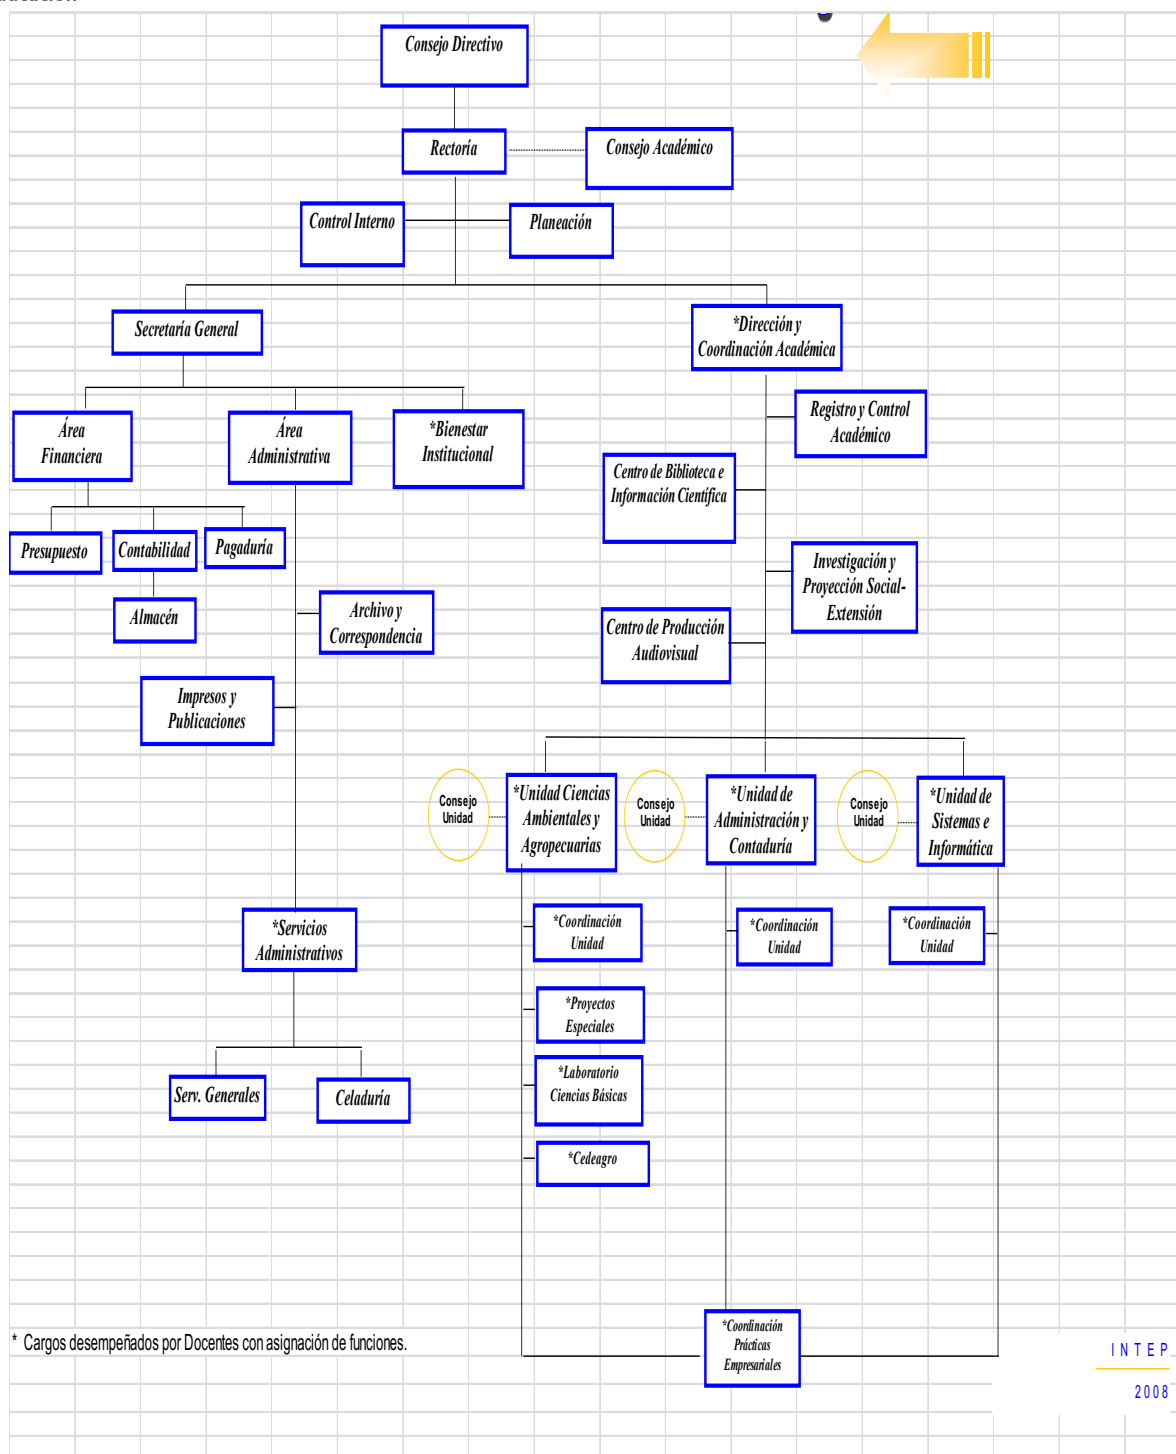 Consejo Directivo
Rectoría
Consejo Académico
Control Interno
Planeación
Secretaría General
*Dirección y
Coordinación Académica
Área
Financiera
Área
Administrativa
*Bienestar
Institucional
Registro y Control
Académico
Centro de Biblioteca e
Información Científica
Presupuesto
Contabilidad
Pagaduría
Investigación y
Proyección Social-
Extensión
Almacén
Archivo y
Correspondencia
Centro de Producción
Audiovisual
Impresos y
Publicaciones
Consejo
Unidad
*Unidad Ciencias
Ambientales y
Agropecuarias
Consejo
Unidad
*Unidad de
Administración y
Contaduría
Consejo
Unidad
*Unidad de
Sistemas e
Informática
*Servicios
Administrativos
*Coordinación
Unidad
*Coordinación
Unidad
*Coordinación
Unidad
*Proyectos
Especiales
*Laboratorio
Ciencias Básicas
Serv. Generales
Celaduría
*Cedeagro
*Coordinación
Prácticas
Empresariales
* Cargos desempeñados por Docentes con asignación de funciones.
INTEP
2008